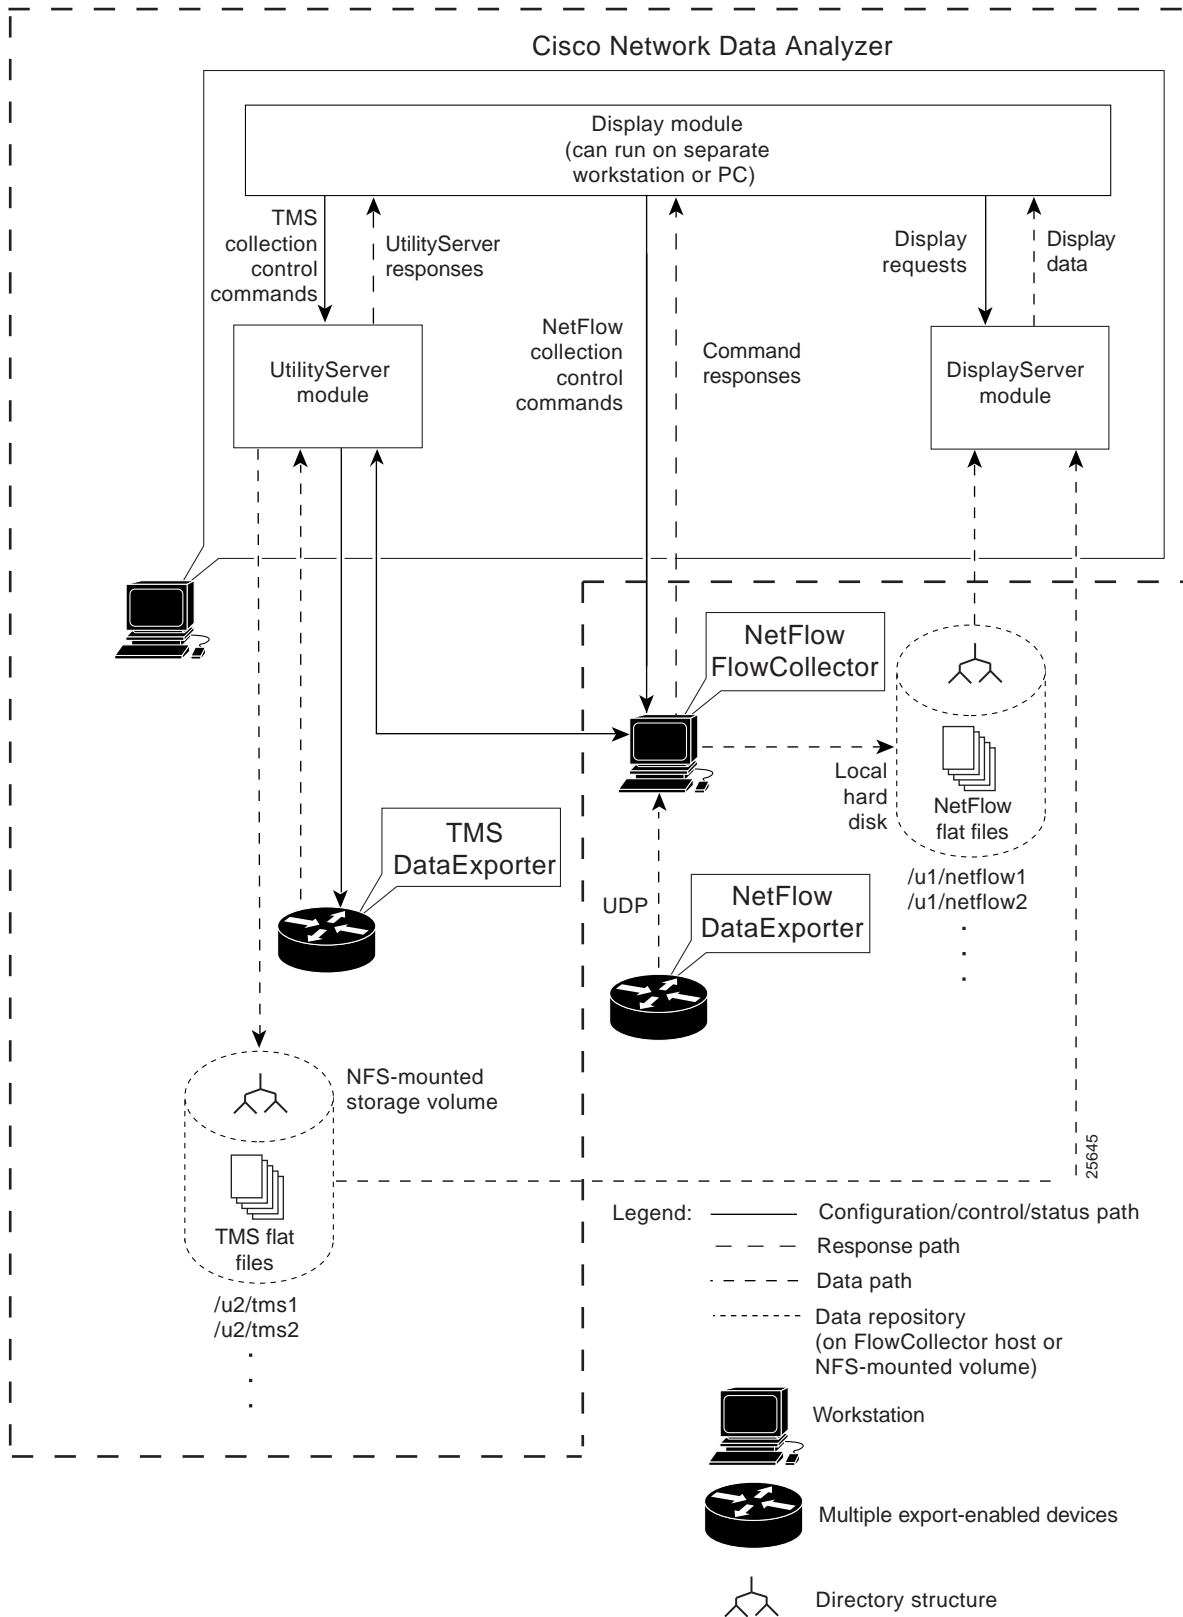 Cisco Network Data Analyzer
Display module
(can run on separate
workstation or PC)
TMS
collection
control
commands
UtilityServer
responses
Display
requests
Display
data
NetFlow
collection
control
commands
Command
responses
UtilityServer
module
DisplayServer
module
NetFlow
FlowCollector
Local
hard
disk
NetFlow
flat files
/u1/netflow1
/u1/netflow2
.
.
.
TMS
DataExporter
UDP
NetFlow
DataExporter
NFS-mounted
storage volume
TMS flat
files
/u2/tms1
/u2/tms2
.
.
.
25645
Legend:
Configuration/control/status path
Response path
Data path
Data repository
(on FlowCollector host or
NFS-mounted volume)
Workstation
Multiple export-enabled devices
Directory structure